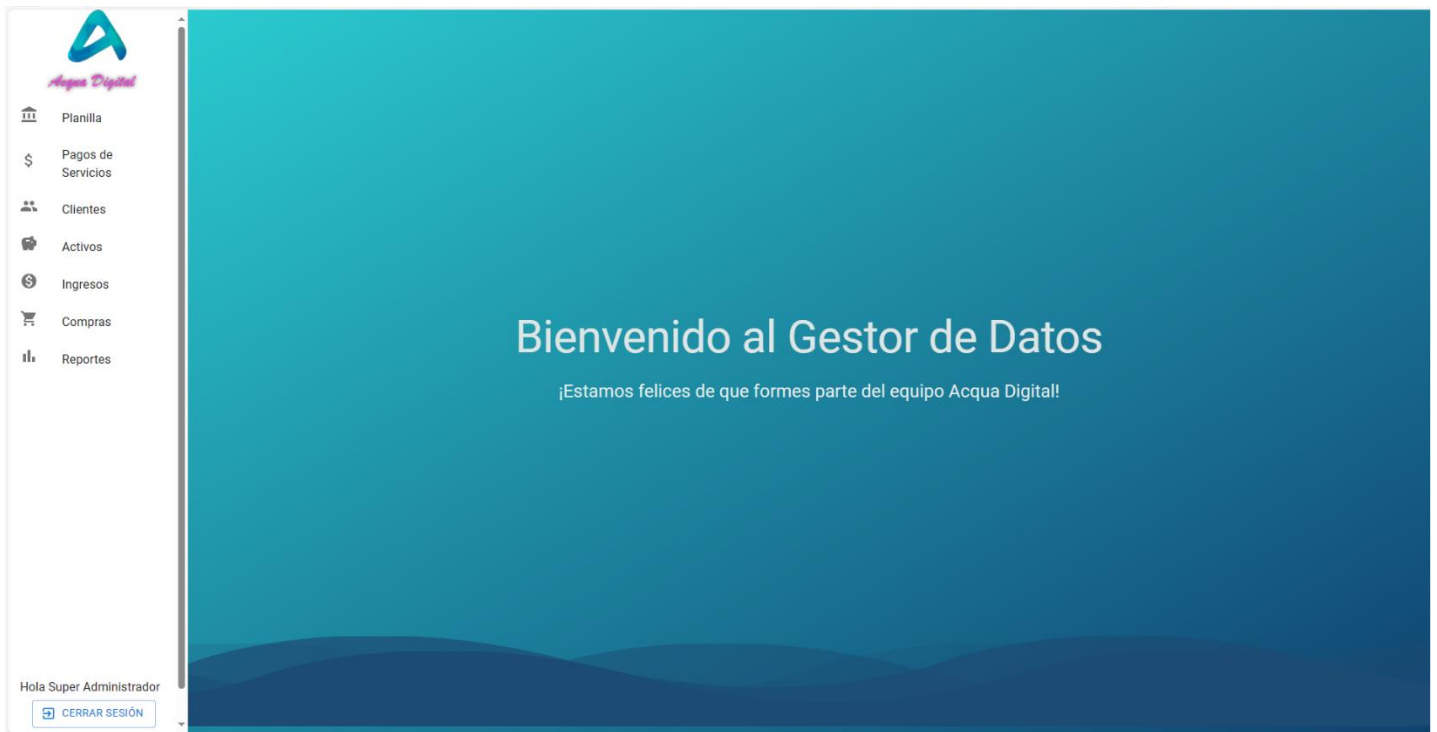 Acqua Digital
Planilla
Pagos de
Servicios
Clientes
Activos
Ingresos
Compras
Reportes
Hola Super Administrador
CERRAR SESIÓN
Bienvenido al Gestor de Datos
¡Estamos felices de que formes parte del equipo Acqua Digital!